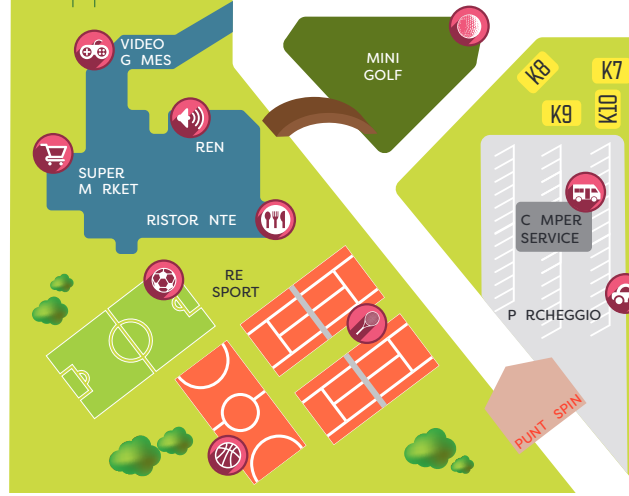 VIDEO
G MES
MINI
GOLF
K8
K7
K9
K10
REN
SUPER
M RKET
RISTOR NTE
C MPER
SERVICE
RE
SPORT
P RCHEGGIO
PUNT SPIN